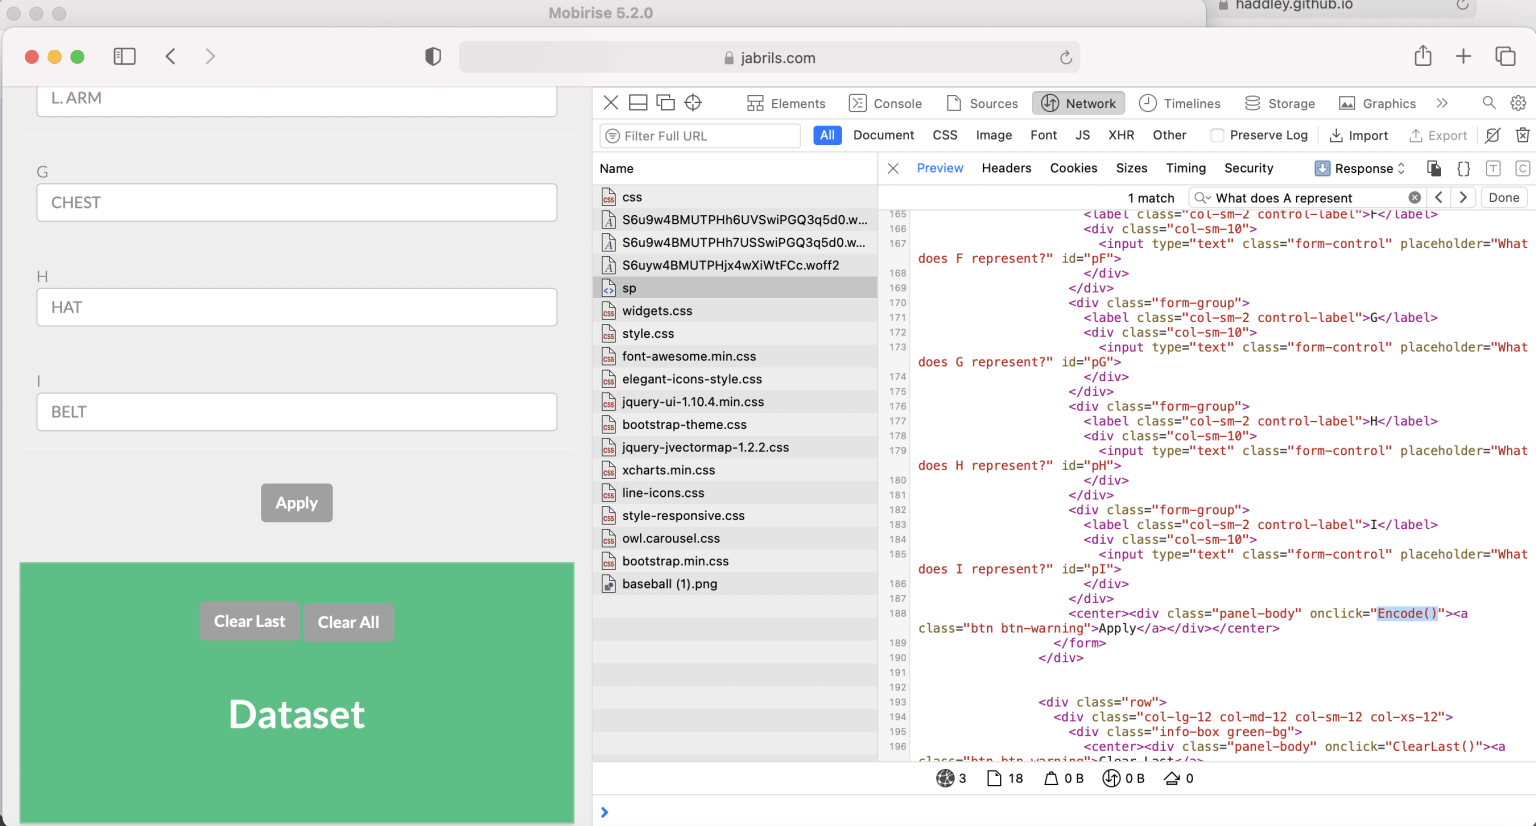 Mobirise 5.2.0
haddley.github.io
jabrils.com
L. ARM
G
CHEST
H
HAT
I
BELT
Apply
Clear Last
Clear All
Dataset
Elements
Console
Sources
Network
Timelines
Storage
Graphics
Filter Full URL
All
Document
CSS
Image
Font
JS
XHR
Other
Preserve Log
Import
Export
Name
css
S6u9w4BMUTPHh6UVSwiPGQ3q5d0.w...
S6u9w4BMUTPHh7USSwiPGQ3q5d0.w...
S6uyw4BMUTPHjx4wXiWtFCc.woff2
sp
widgets.css
style.css
font-awesome.min.css
elegant-icons-style.css
jquery-ui-1.10.4.min.css
bootstrap-theme.css
jquery-jvectormap-1.2.2.css
xcharts.min.css
line-icons.css
style-responsive.css
owl.carousel.css
bootstrap.min.css
baseball (1).png
Preview
Headers
Cookies
Sizes
Timing
Security
Response
1 match
What does A represent
Done
165 <label class="col-sm-2 control-label">F</label>
166 <div class="col-sm-10">
167 <input type="text" class="form-control" placeholder="What
does F represent?" id="pF">
168 </div>
169 </div>
170 <div class="form-group">
171 <label class="col-sm-2 control-label">G</label>
172 <div class="col-sm-10">
173 <input type="text" class="form-control" placeholder="What
does G represent?" id="pG">
174 </div>
175 </div>
176 <div class="form-group">
177 <label class="col-sm-2 control-label">H</label>
178 <div class="col-sm-10">
179 <input type="text" class="form-control" placeholder="What
does H represent?" id="pH">
180 </div>
181 </div>
182 <div class="form-group">
183 <label class="col-sm-2 control-label">I</label>
184 <div class="col-sm-10">
185 <input type="text" class="form-control" placeholder="What
does I represent?" id="pI">
186 </div>
187 </div>
188 <center><div class="panel-body" onclick="Encode()"><a
class="btn btn-warning">Apply</a></div></center>
189 </form>
190 </div>
191
192
193 <div class="row">
194 <div class="col-lg-12 col-md-12 col-sm-12 col-xs-12">
195 <div class="info-box green-bg">
196 <center><div class="panel-body" onclick="ClearLast()"><a
class="btn btn-warning">Clear Last</a>
3
18
0 B
0 B
0